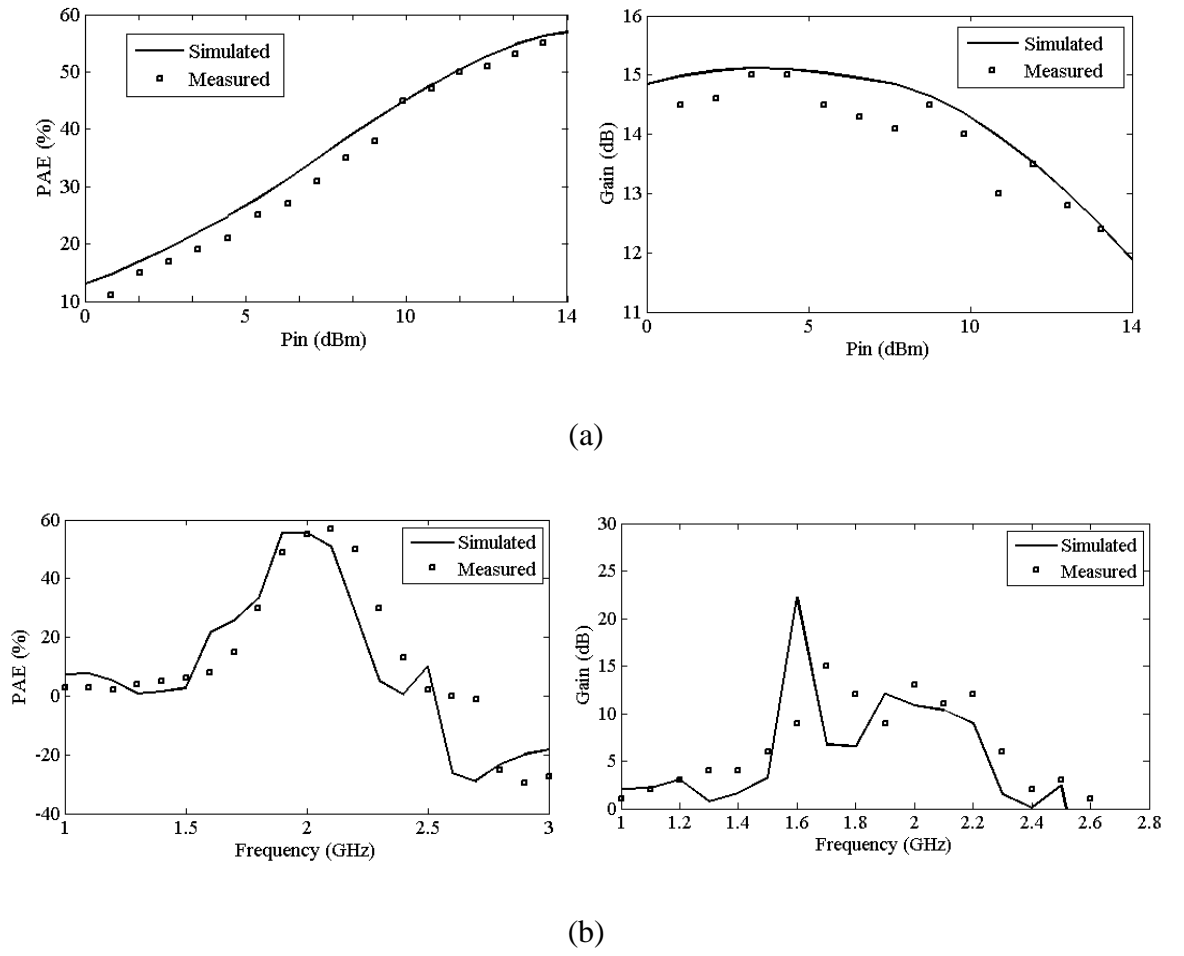 60
50
40
30
20
10
PAE (%)
Simulated
Measured
0 5 10 14
Pin (dBm)
16
15
14
13
12
11
Gain (dB)
Simulated
Measured
0 5 10 14
Pin (dBm)
(a)
60
40
20
0
-20
-40
PAE (%)
Simulated
Measured
1 1.5 2 2.5 3
Frequency (GHz)
30
25
20
15
10
5
0
Gain (dB)
Simulated
Measured
1 1.2 1.4 1.6 1.8 2 2.2 2.4 2.6 2.8
Frequency (GHz)
(b)